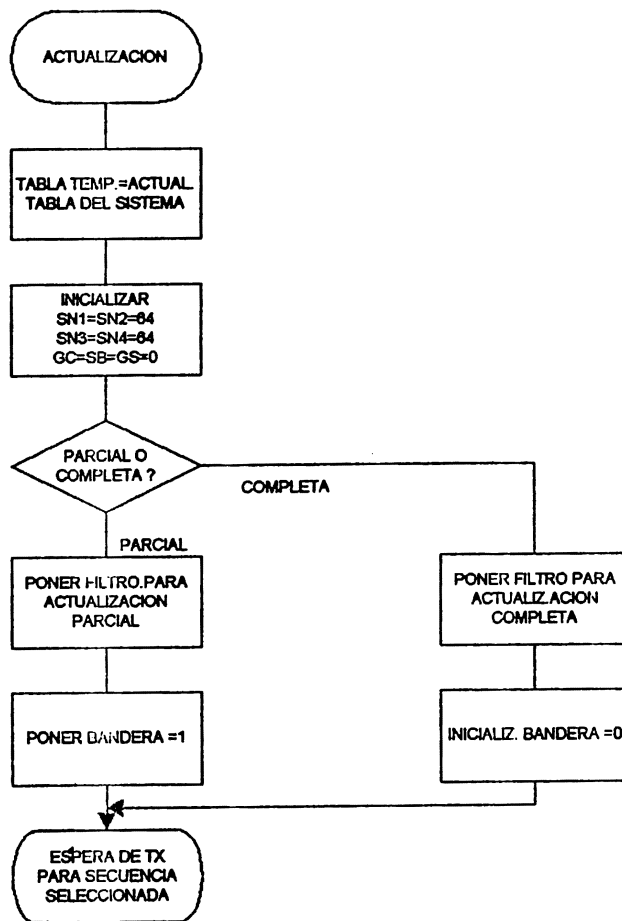 ACTUALIZACION
TABLA TEMP.=ACTUAL.
TABLA DEL SISTEMA
INICIALIZAR
SN1=SN2=64
SN3=SN4=64
GC=SB=GS=0
PARCIAL O
COMPLETA ?
COMPLETA
PARCIAL
PONER FILTRO.PARA
ACTUALIZACION
PARCIAL
PONER FILTRO PARA
ACTUALIZ.ACION
COMPLETA
PONER BANDERA =1
INICIALIZ. BANDERA =0
ESPERA DE TX
PARA SECUENCIA
SELECCIONADA